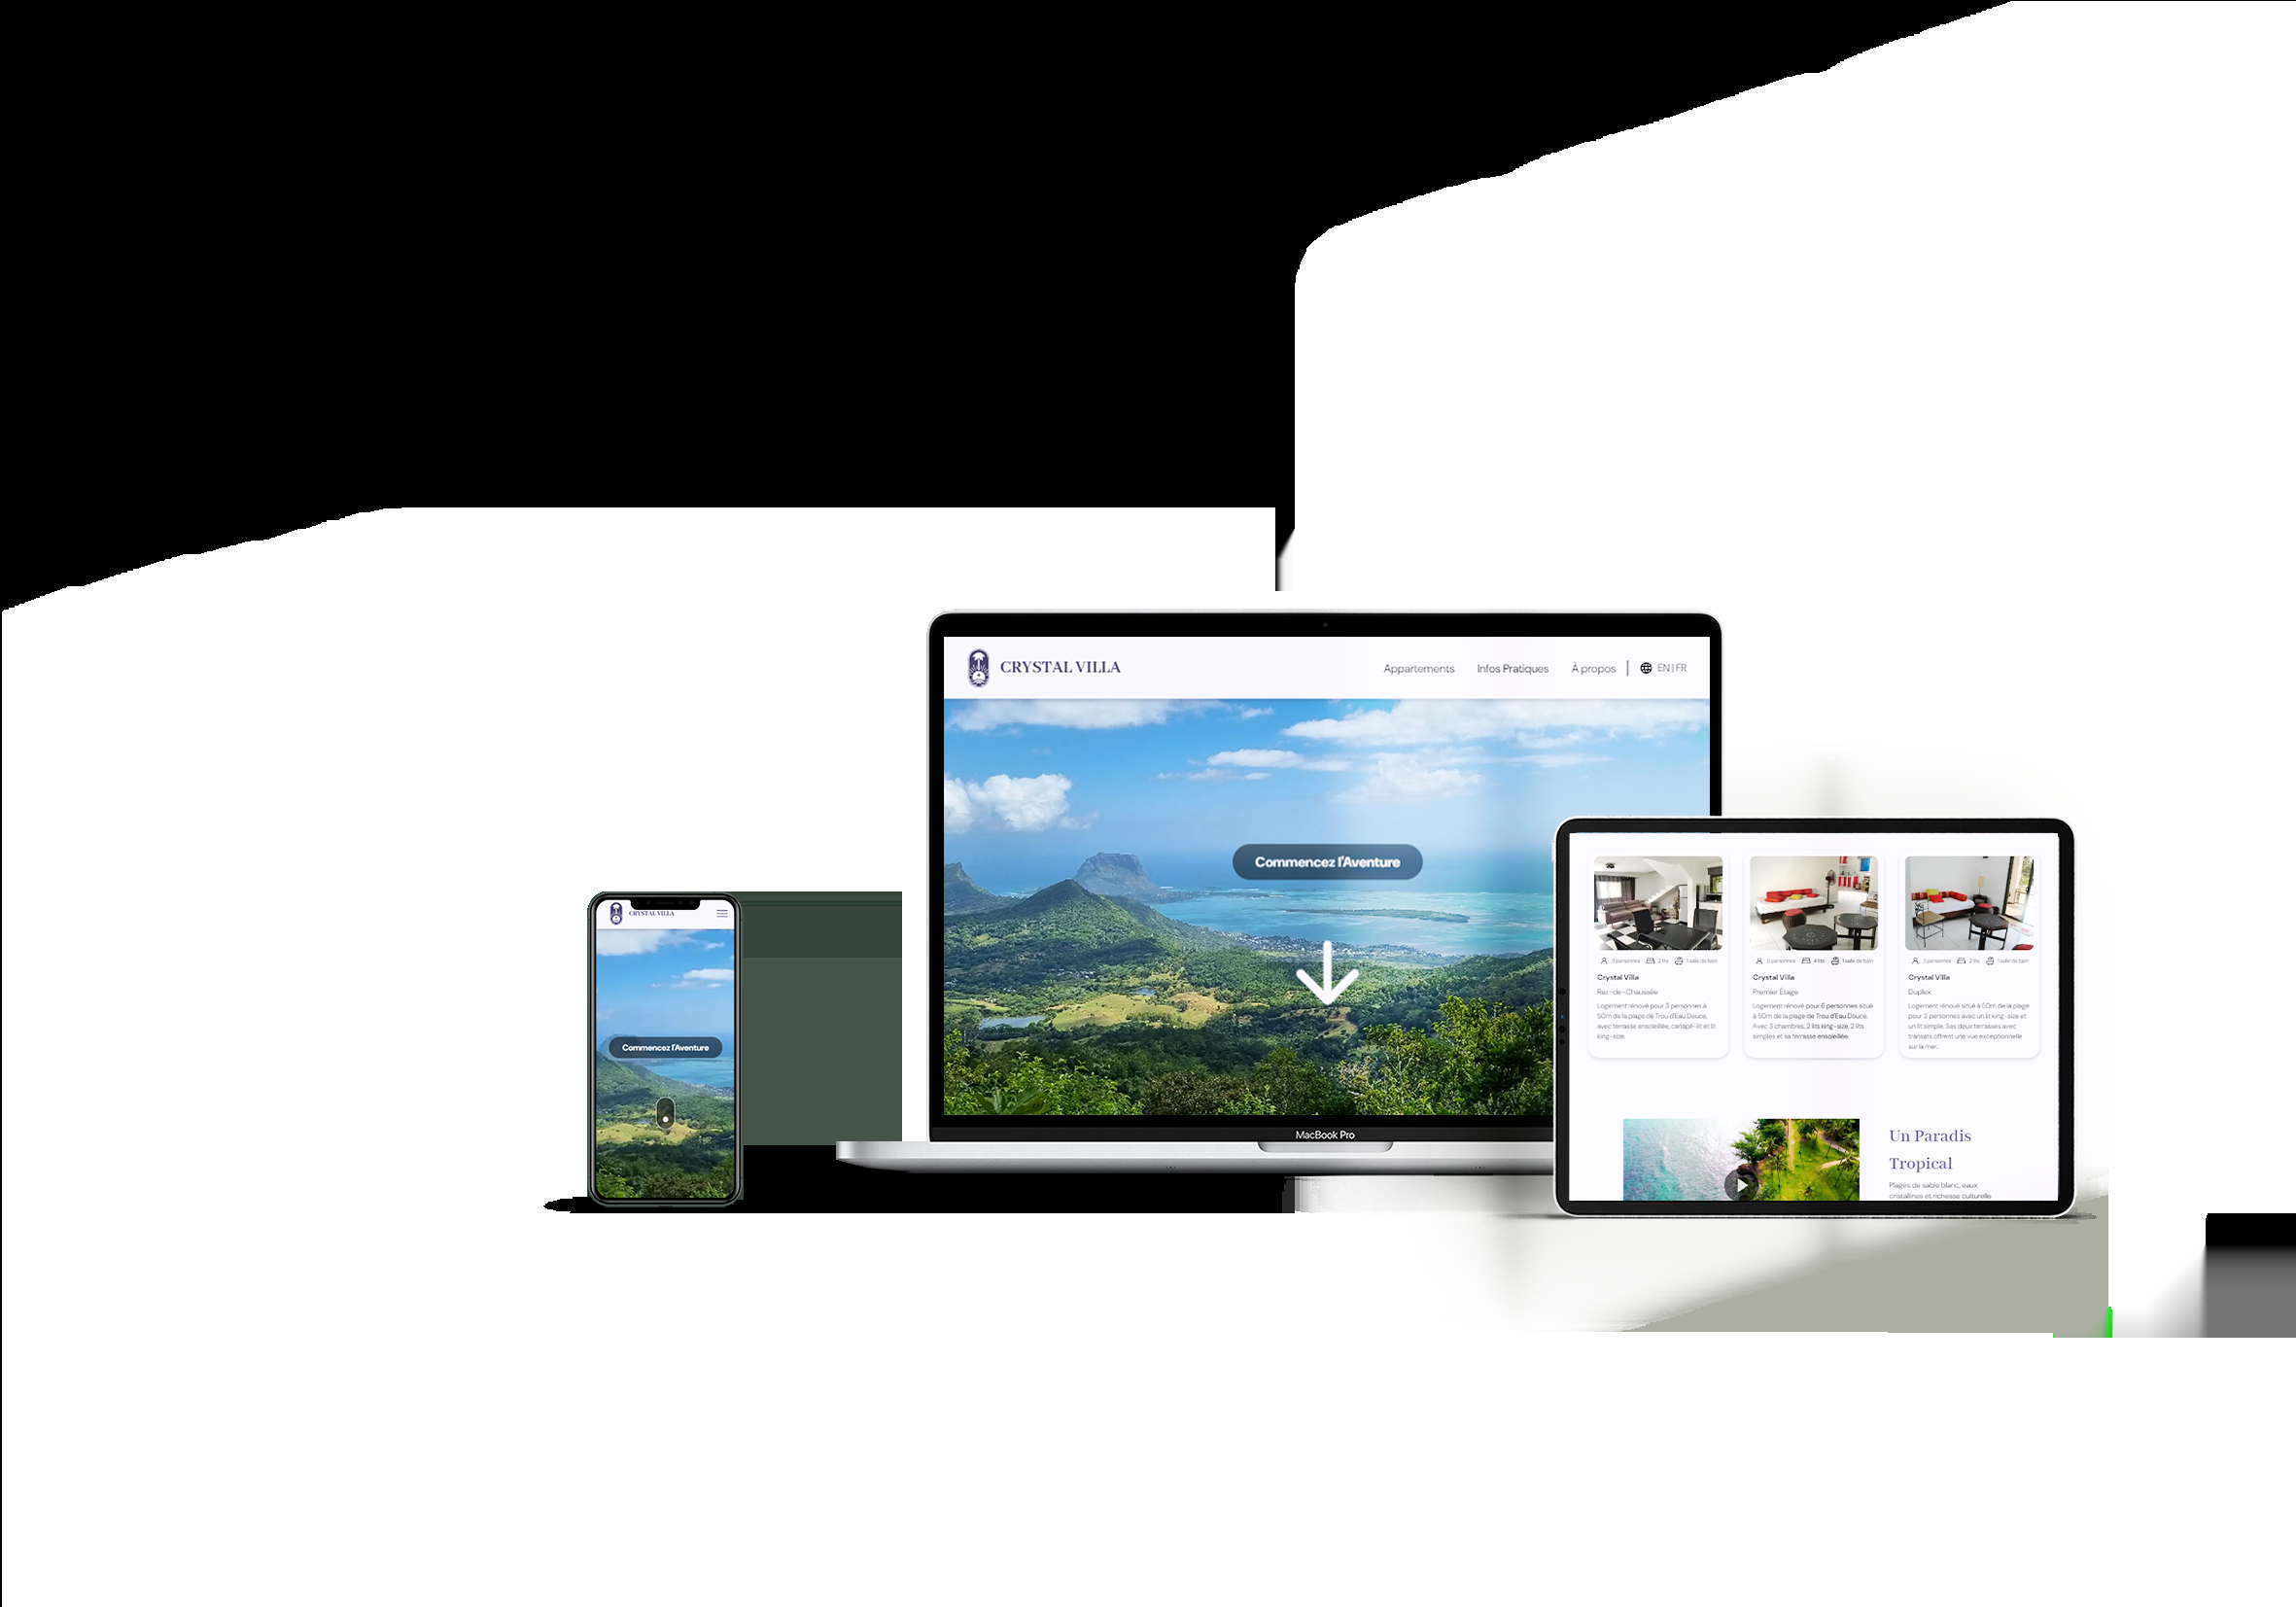 CRYSTAL VILLA
Appartements Infos Pratiques À propos | EN | FR
Commencez l'Aventure
MacBook Pro
CRYSTAL VILLA
Commencez l'Aventure
3 personnes 2 lits 1 salle de bain
Crystal Villa
Rez-de-Chaussée
Logement rénové pour 3 personnes à
50m de la plage de Trou d'Eau Douce,
avec terrasse ensoleillée, canapé-lit et lit
king-size.
6 personnes 4 lits 1 salle de bain
Crystal Villa
Premier Étage
Logement rénové pour 6 personnes situé
à 50m de la plage de Trou d'Eau Douce.
Avec 3 chambres, 2 lits king-size, 2 lits
simples et sa terrasse ensoleillée.
3 personnes 2 lits 1 salle de bain
Crystal Villa
Duplex
Logement rénové situé à 50m de la plage
pour 3 personnes avec un lit king-size et
un lit simple. Ses deux terrasses avec
transats offrent une vue exceptionnelle
sur la mer.
Un Paradis
Tropical
Plages de sable blanc, eaux
cristallines et richesse culturelle